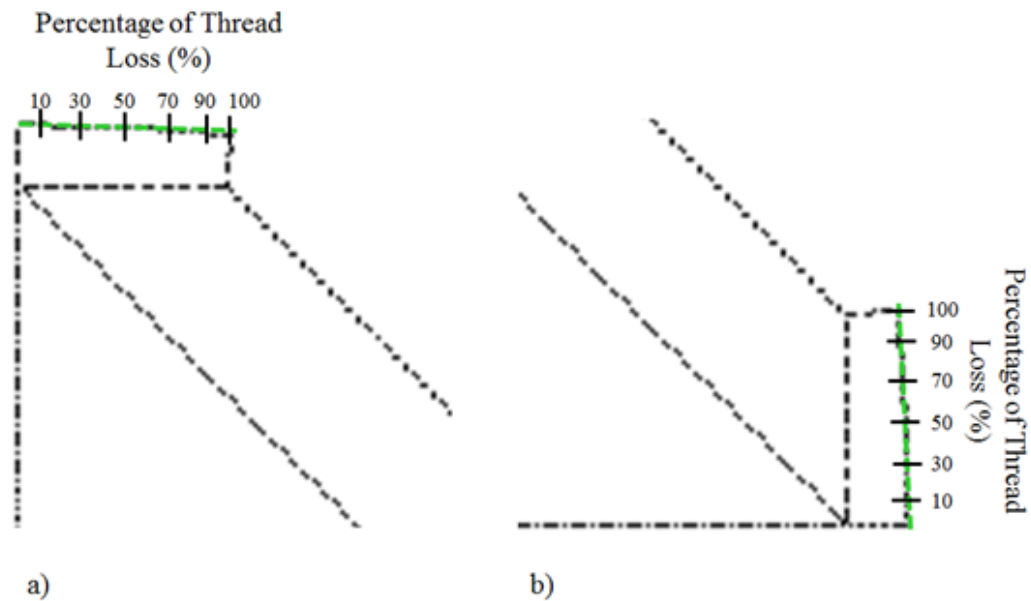 Percentage of Thread
Loss (%)
10 30 50 70 90 100
100
90
70
50
30
10
Percentage of Thread
Loss (%)
a)
b)